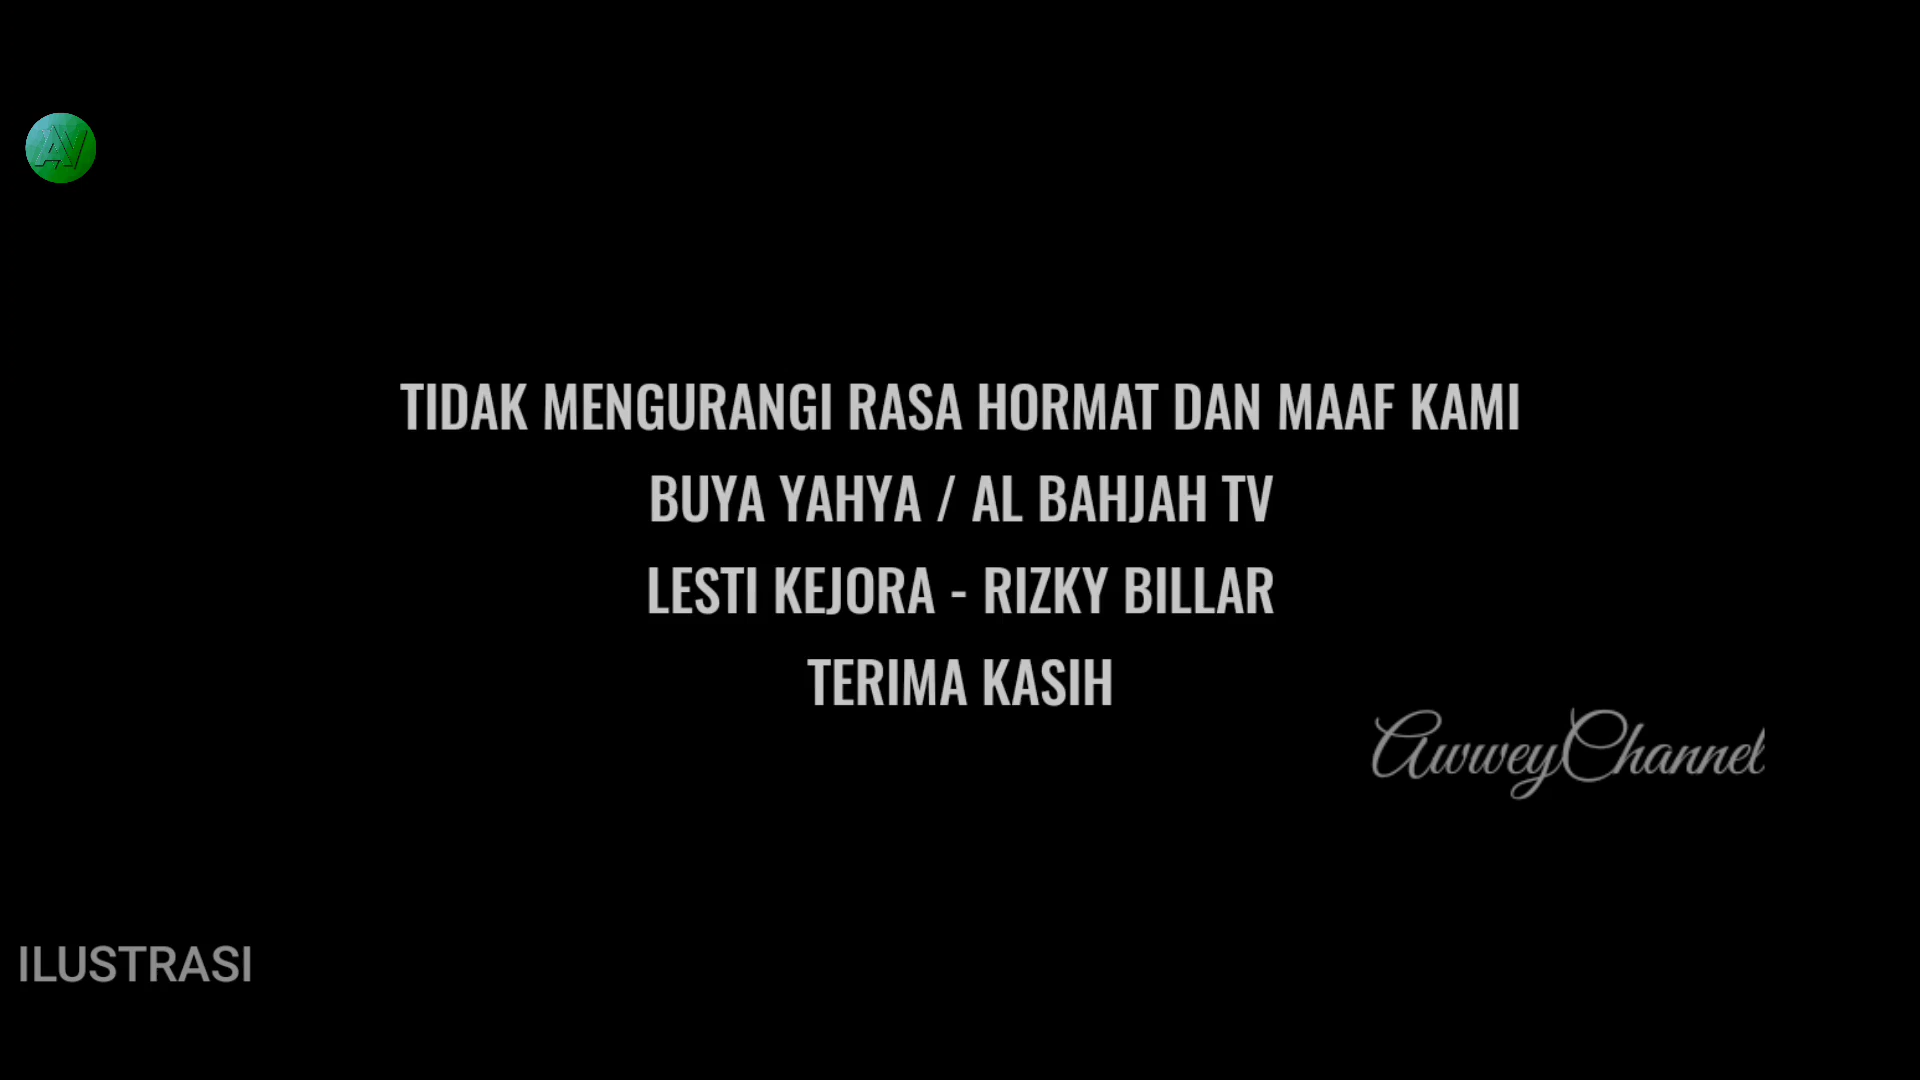 AV
TIDAK MENGURANGI RASA HORMAT DAN MAAF KAMI
BUYA YAHYA / AL BAHJAH TV
LESTI KEJORA - RIZKY BILLAR
TERIMA KASIH
AwweyChannel
ILUSTRASI